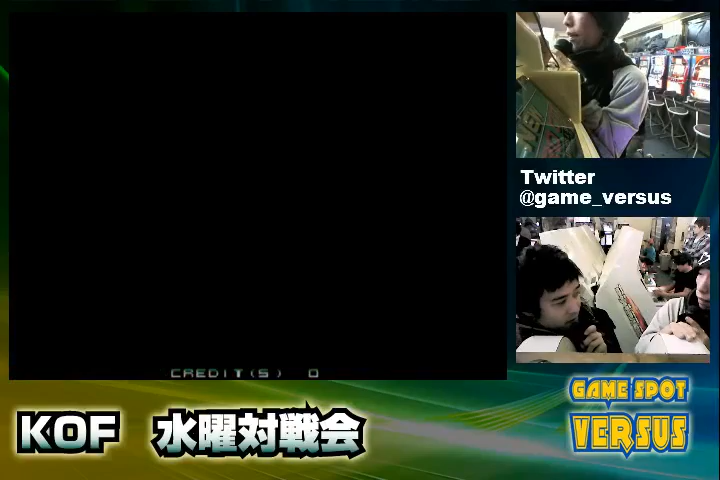 Twitter
@game_versus
CREDIT(S) 0
KOF 水曜対戦会
GAME SPOT
VERSUS